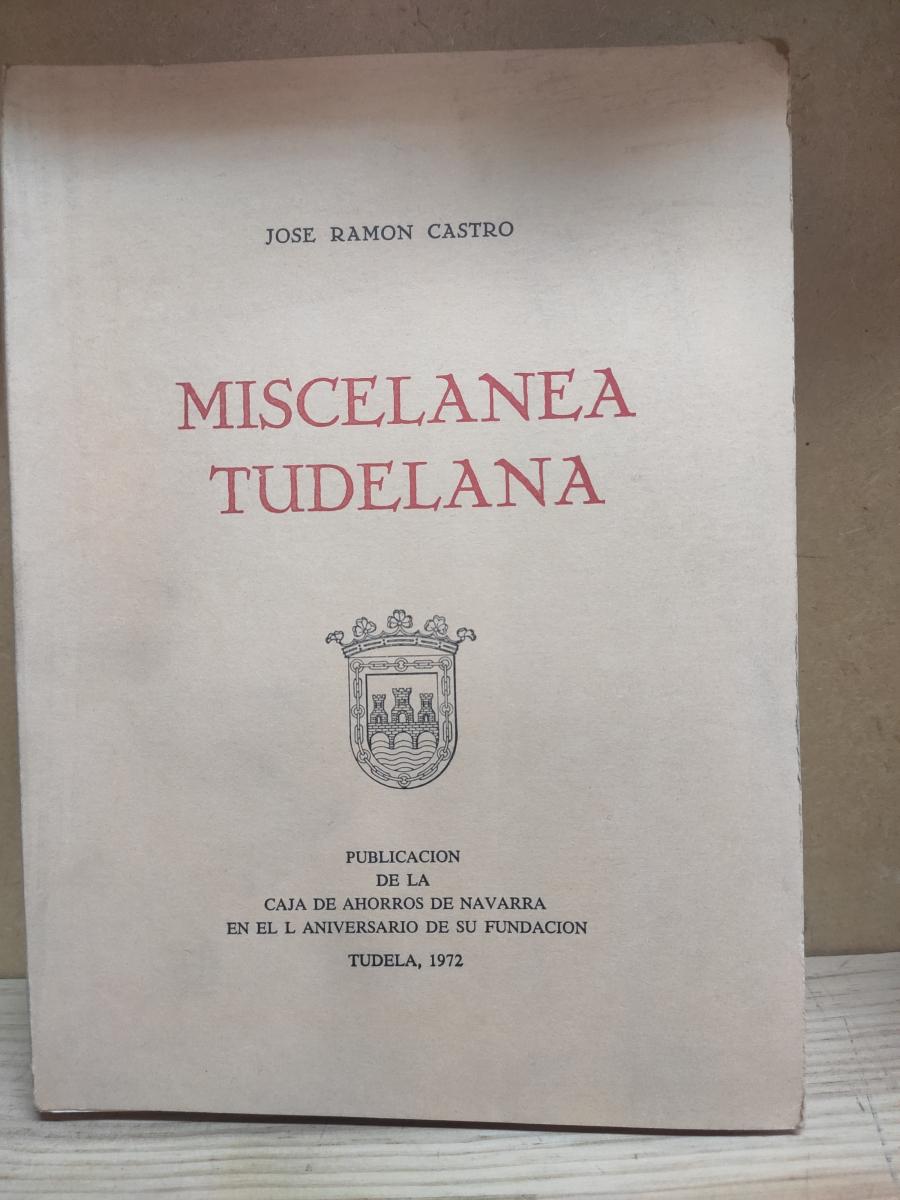 JOSE RAMON CASTRO
MISCELANEA
TUDELANA
PUBLICACION
DE LA
CAJA DE AHORROS DE NAVARRA
EN EL L ANIVERSARIO DE SU FUNDACION
TUDELA, 1972